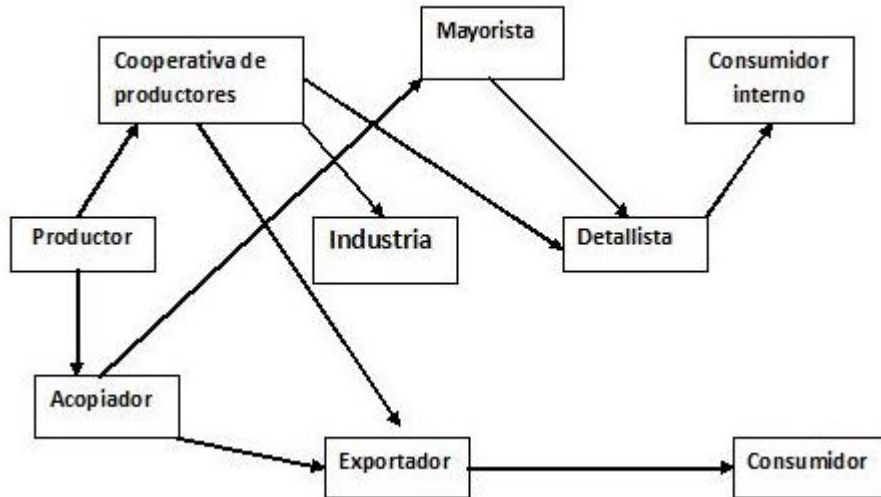 Mayorista
Cooperativa de
productores
Consumidor
interno
Productor
Industria
Detallista
Acopiador
Exportador
Consumidor